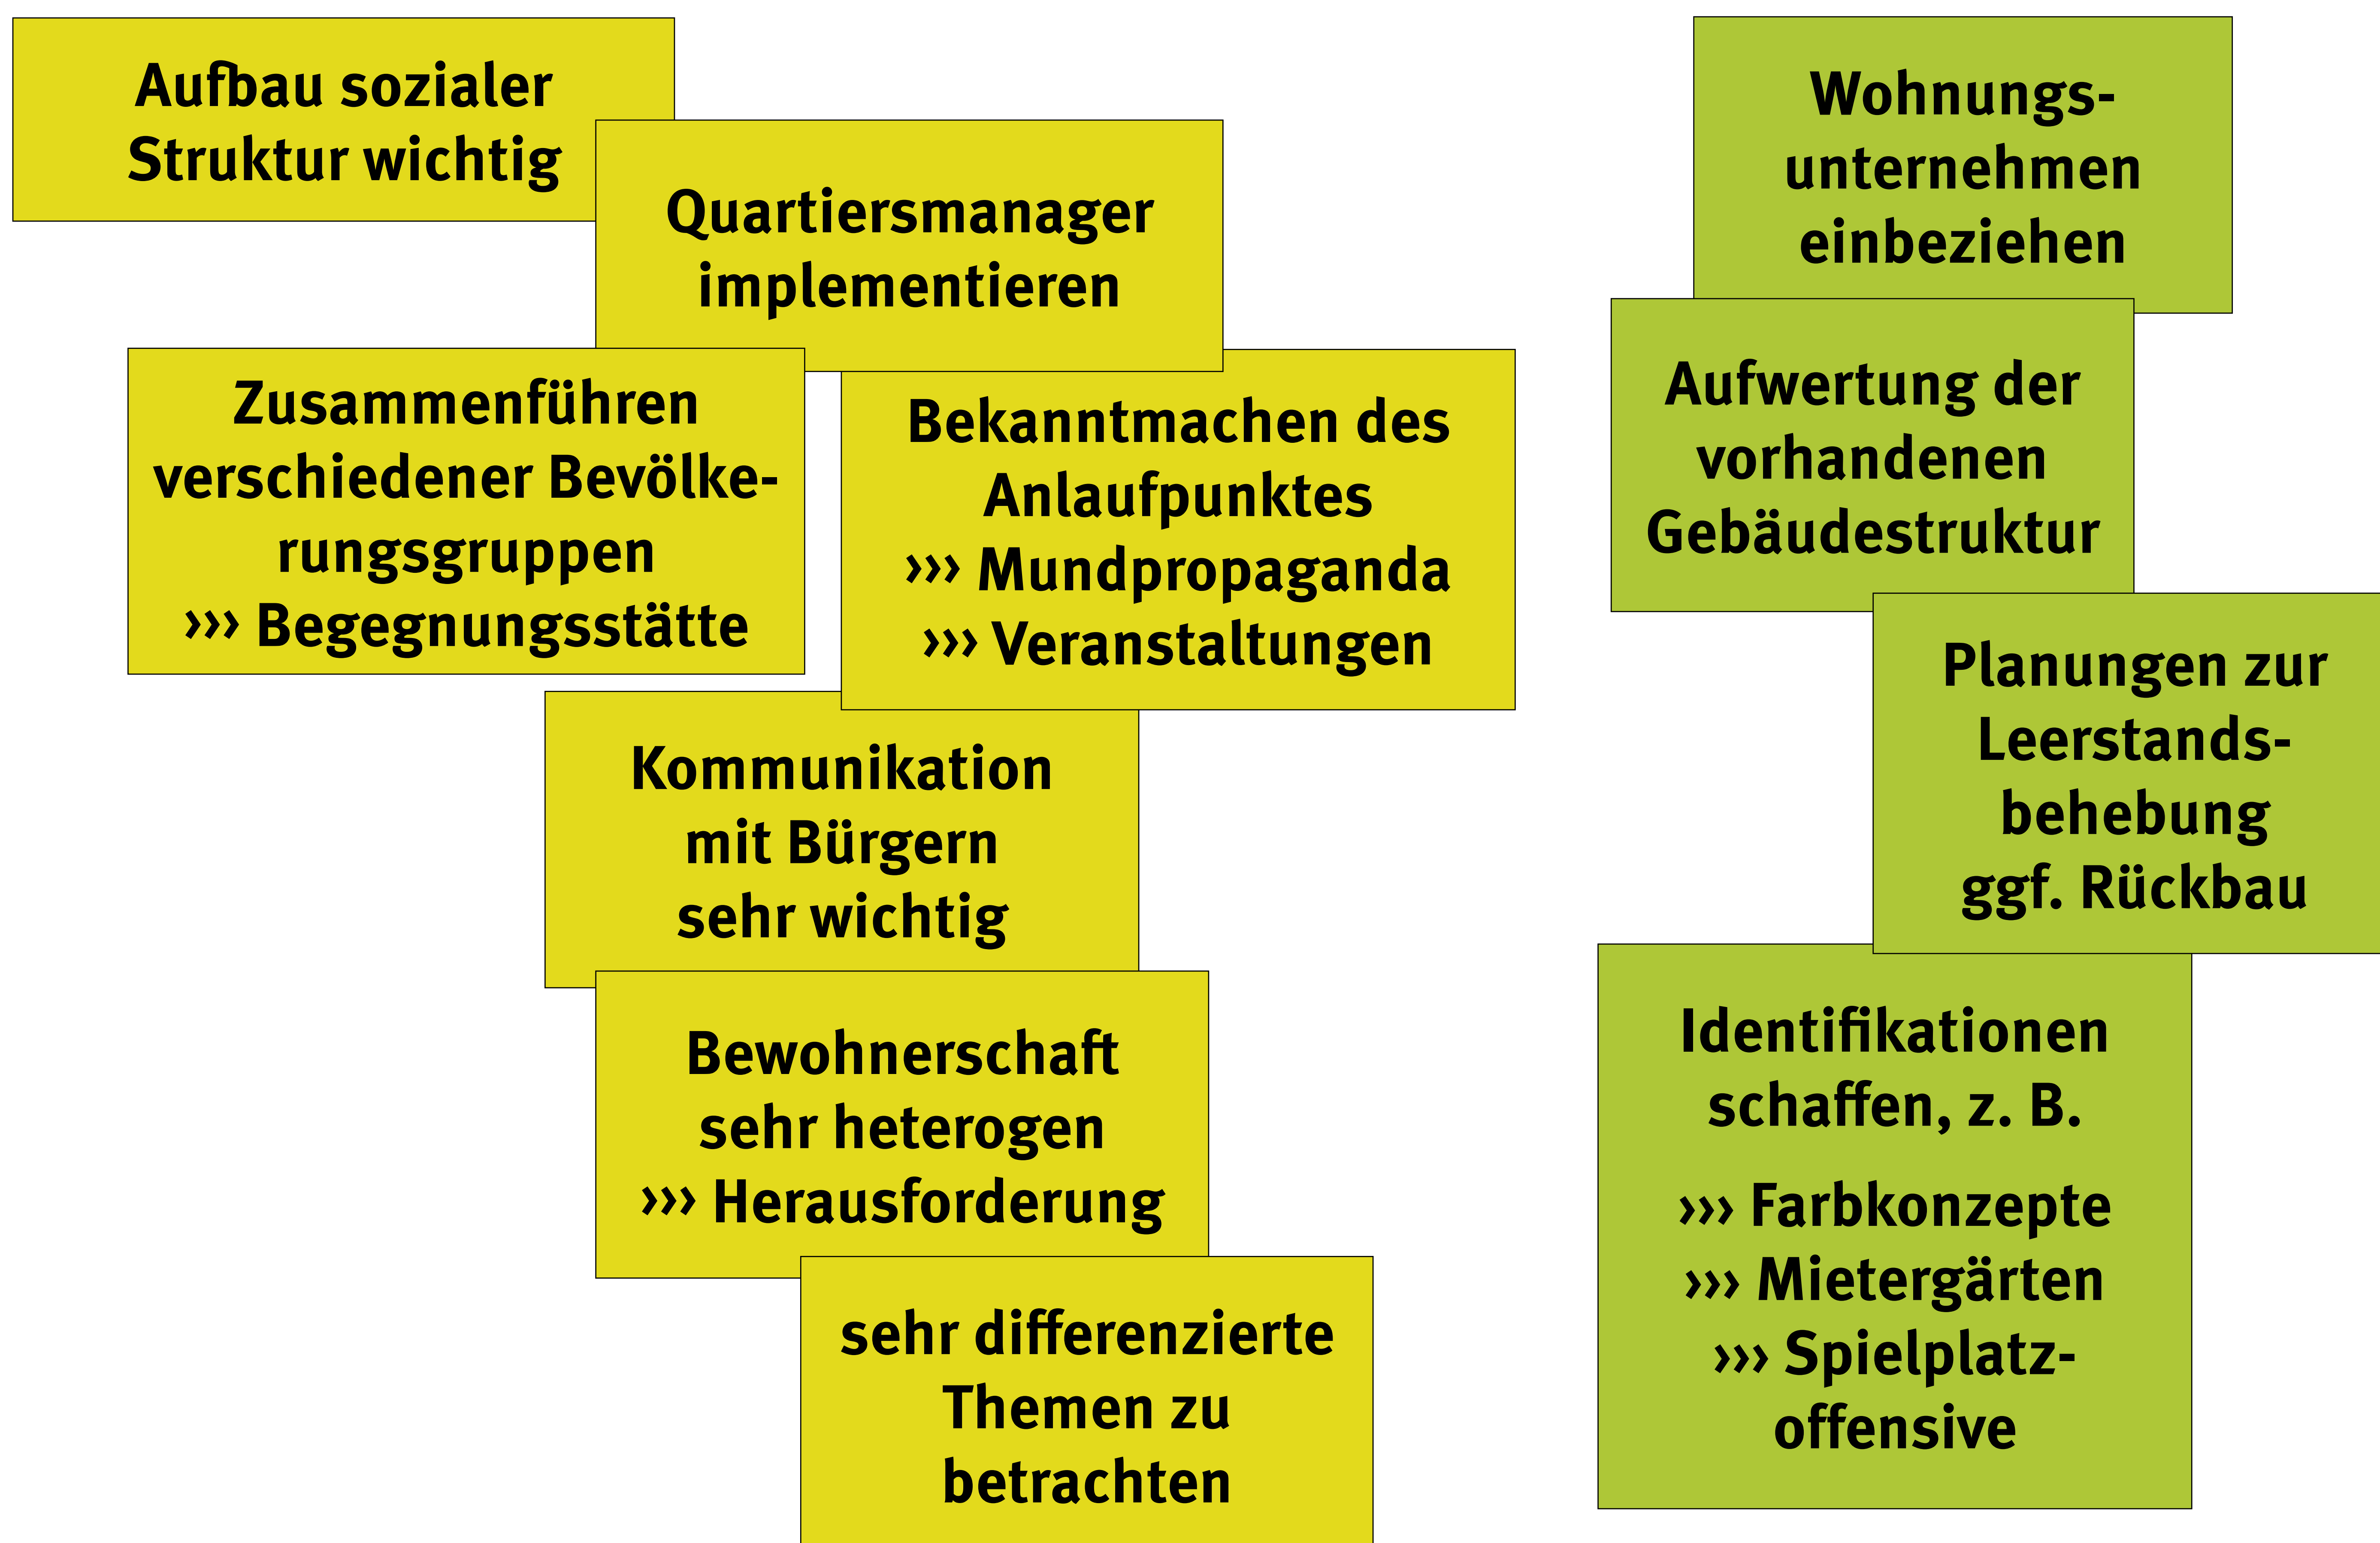 Aufbau sozialer
Struktur wichtig
Quartiersmanager
implementieren
Zusammenführen
verschiedener Bevölke-
rungsgruppen
››› Begegnungsstätte
Bekanntmachen des
Anlaufpunktes
››› Mundpropaganda
››› Veranstaltungen
Kommunikation
mit Bürgern
sehr wichtig
Bewohnerschaft
sehr heterogen
››› Herausforderung
sehr differenzierte
Themen zu
betrachten
Wohnungs-
unternehmen
einbeziehen
Aufwertung der
vorhandenen
Gebäudestruktur
Planungen zur
Leerstands-
behebung
ggf. Rückbau
Identifikationen
schaffen, z. B.
››› Farbkonzepte
››› Mietergärten
››› Spielplatz-
offensive